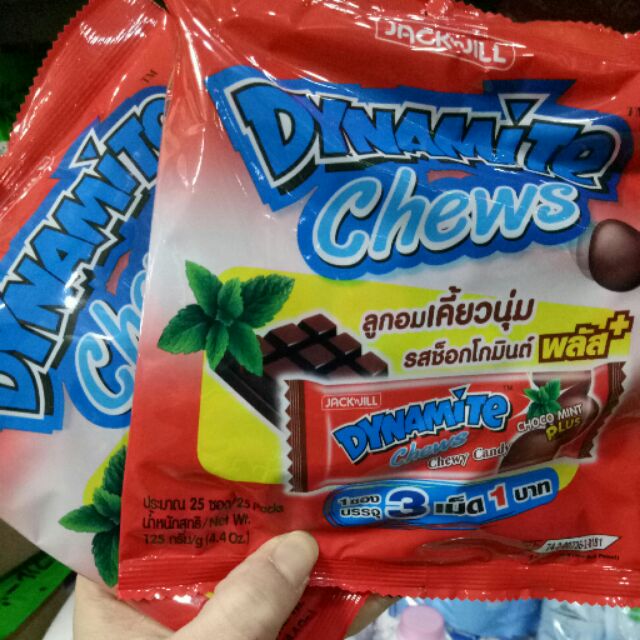 JACK'n JILL
DYNAMiTe
Chews
ลูกอมเคี้ยวนุ่ม
รสช็อกโกมินต์ พลัส+
JACK'n JILL
DYNAMiTe
Chews
Chewy Candy
CHOCO MINT
PLUS
1 ซอง
บรรจุ 3 เม็ด 1 บาท
ประมาณ 25 ซอง/25 Packs
น้ำหนักสุทธิ/Net Wt.
125 กรัม/g (4.4 Oz.)
DYNAMiT
Ch